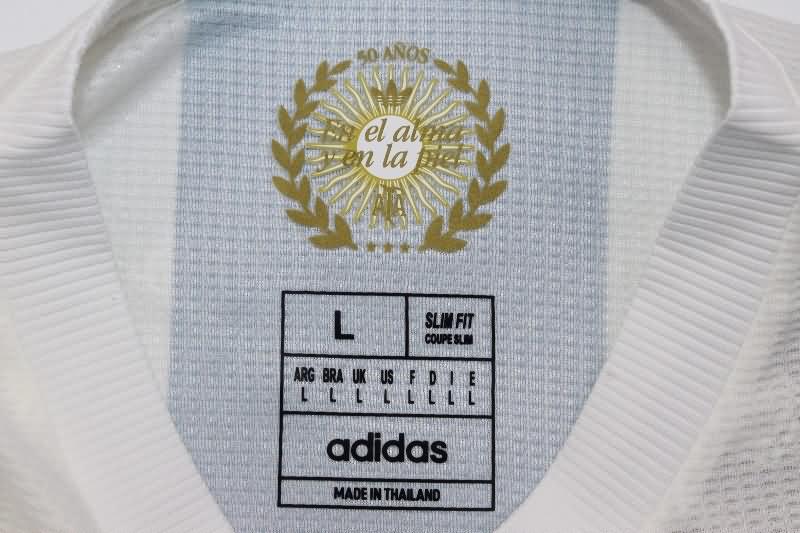 50 AÑOS
En el alma
y en la piel
AFA
L
SLIM FIT
COUPE SLIM
ARG BRA UK US F D I E
L L L L L L L L
adidas
MADE IN THAILAND